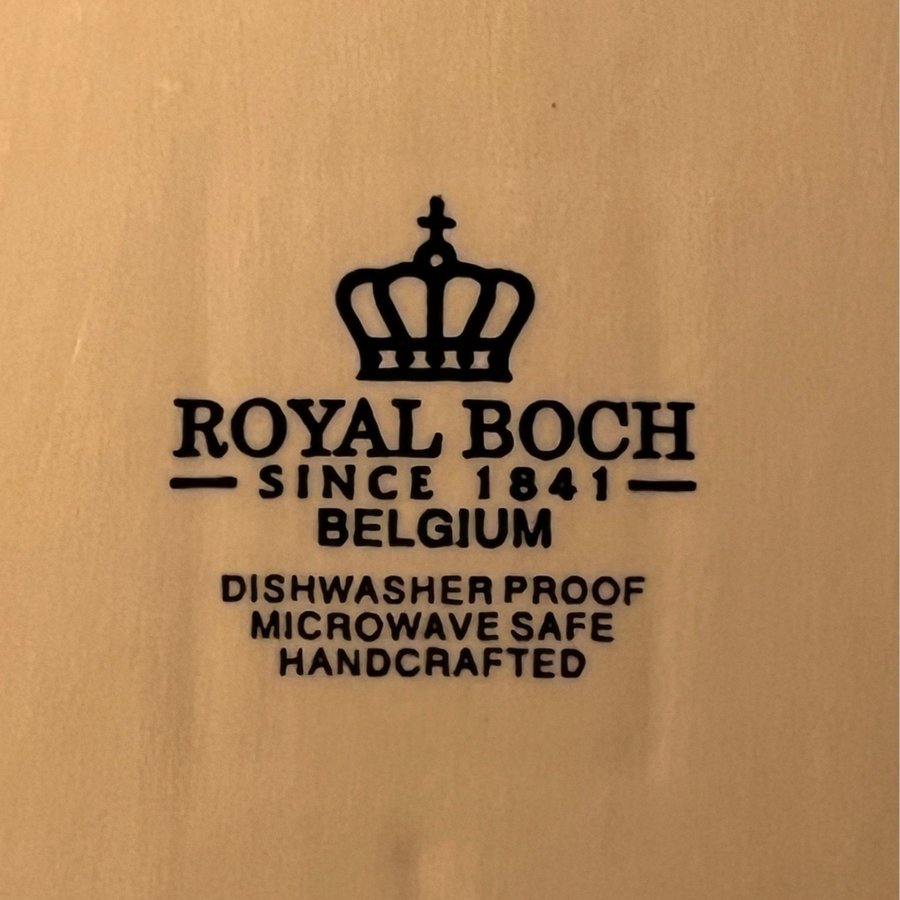 ROYAL BOCH
SINCE 1841
BELGIUM
DISHWASHER PROOF
MICROWAVE SAFE
HANDCRAFTED